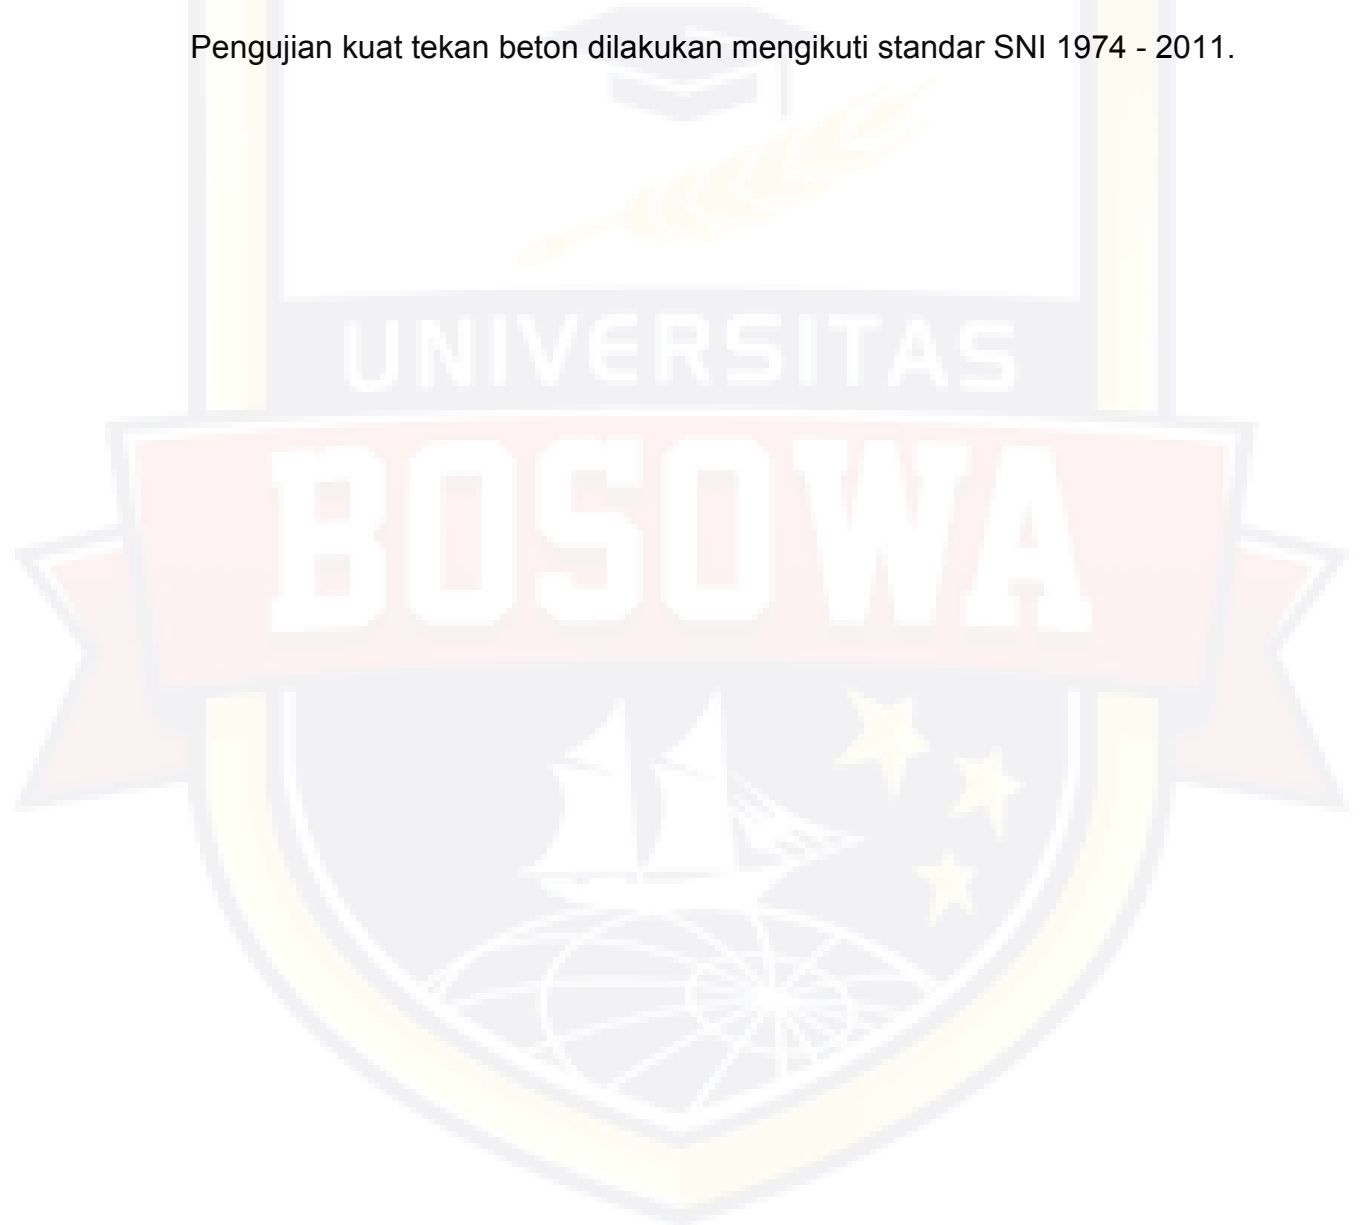 Pengujian kuat tekan beton dilakukan mengikuti standar SNI 1974 - 2011.
UNIVERSITAS
BOSOWA